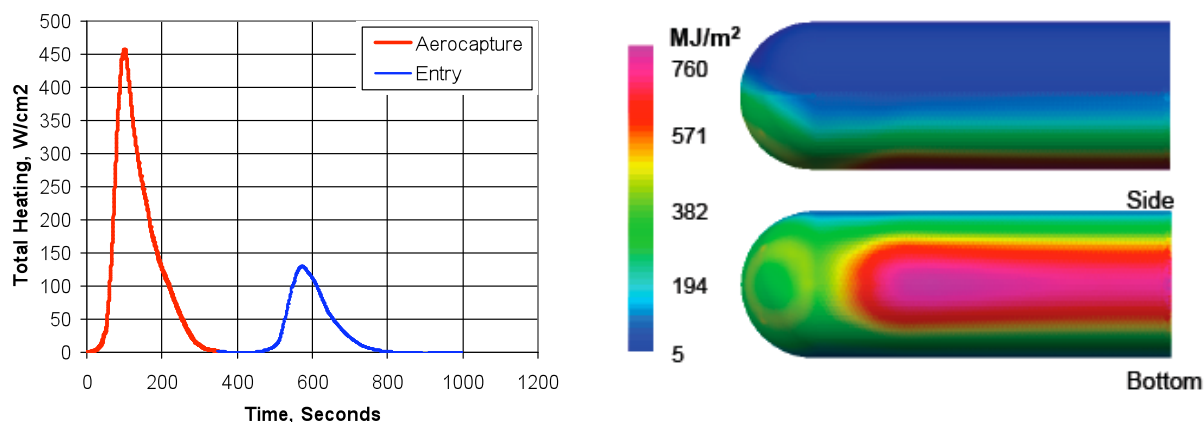 500
450
400
350
300
250
200
150
100
50
0
Total Heating, W/cm2
Aerocapture
Entry
0 200 400 600 800 1000 1200
Time, Seconds
MJ/m²
760
571
382
194
5
Side
Bottom